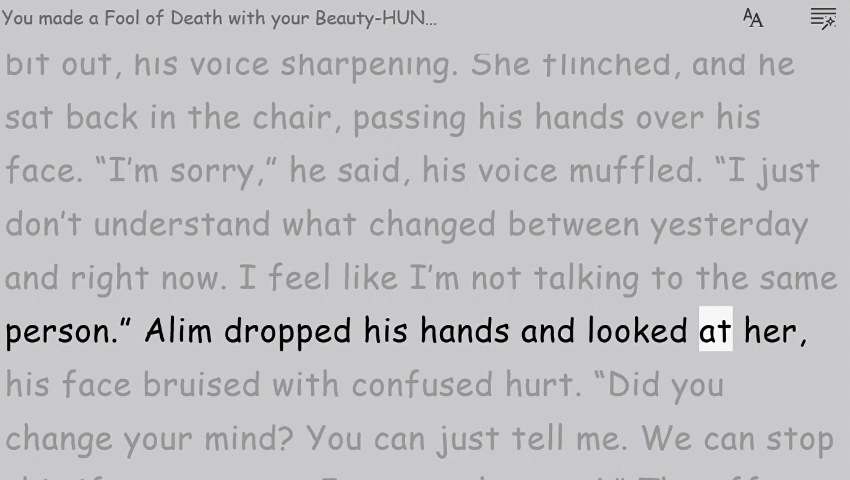 You made a Fool of Death with your Beauty-HUN...
AA
bit out, his voice sharpening. She flinched, and he
sat back in the chair, passing his hands over his
face. “I’m sorry,” he said, his voice muffled. “I just
don’t understand what changed between yesterday
and right now. I feel like I’m not talking to the same
person.” Alim dropped his hands and looked at her,
his face bruised with confused hurt. “Did you
change your mind? You can just tell me. We can stop